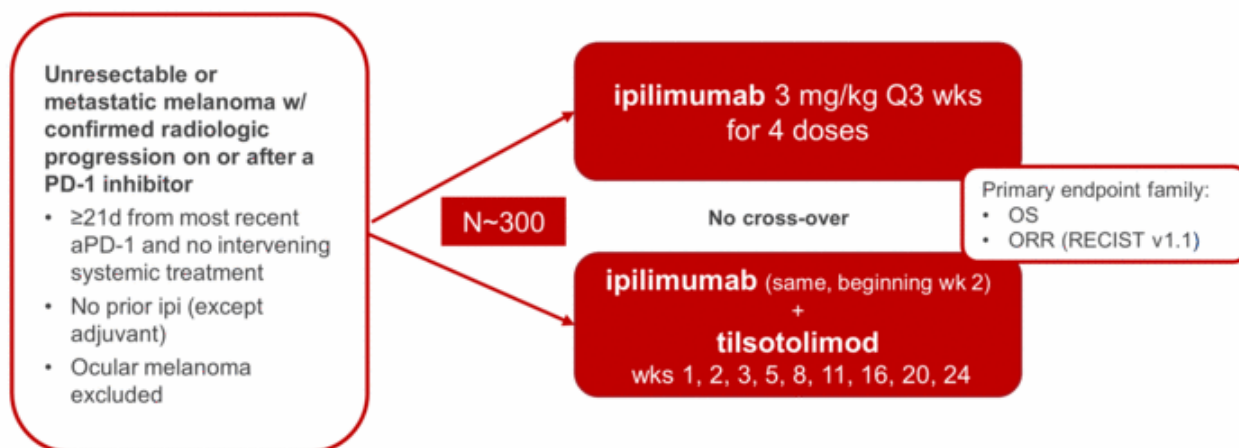 Unresectable or
metastatic melanoma w/
confirmed radiologic
progression on or after a
PD-1 inhibitor
• ≥21d from most recent
aPD-1 and no intervening
systemic treatment
• No prior ipi (except
adjuvant)
• Ocular melanoma
excluded
N~300
ipilimumab 3 mg/kg Q3 wks
for 4 doses
No cross-over
Primary endpoint family:
• OS
• ORR (RECIST v1.1)
ipilimumab (same, beginning wk 2)
+
tilsotolimod
wks 1, 2, 3, 5, 8, 11, 16, 20, 24